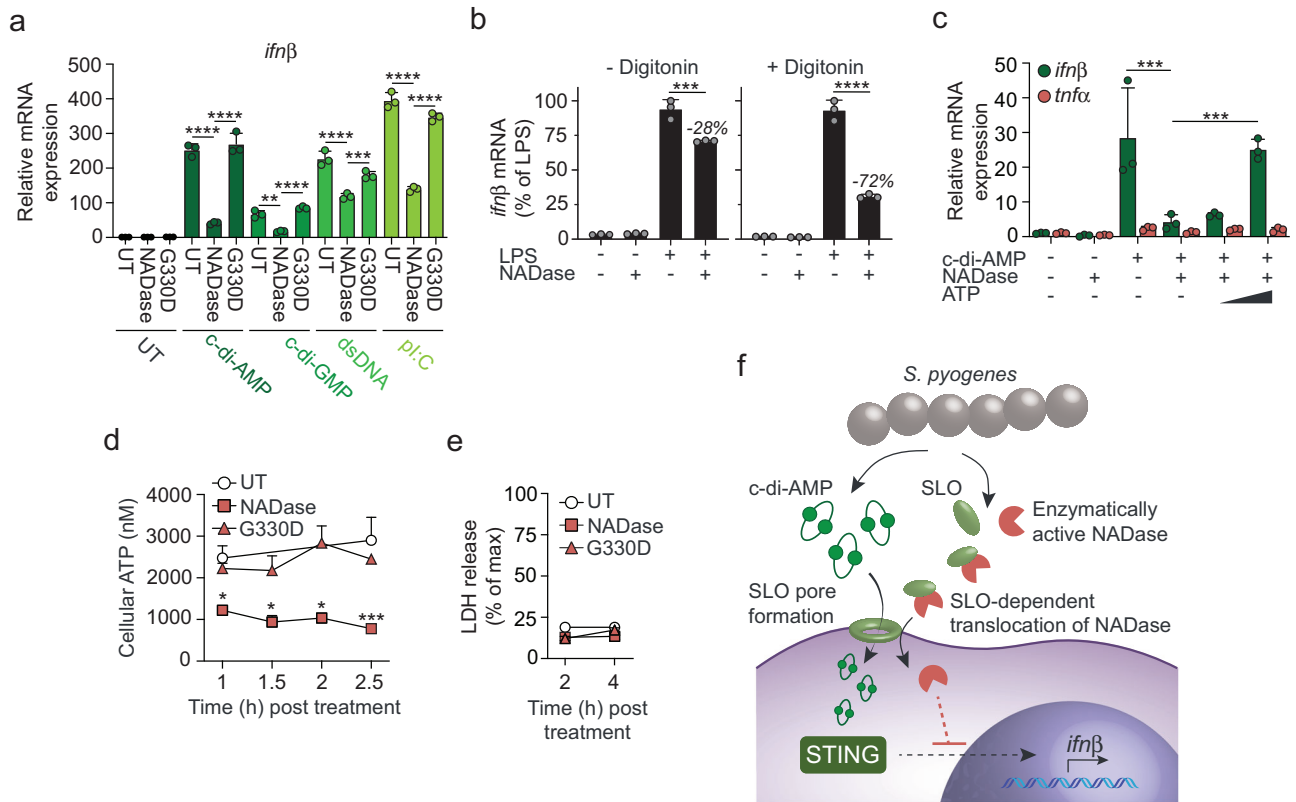 a
ifnβ
Relative mRNA
expression
500
400
300
200
100
0
**** **** ** **** **** *** **** ****
UT NADase G330D UT NADase G330D UT NADase G330D UT NADase G330D UT NADase G330D
UT c-di-AMP c-di-GMP dsDNA pI:C
b
- Digitonin + Digitonin
ifnβ mRNA
(% of LPS)
100
75
50
25
0
*** ****
-28%
-72%
LPS - - + + - - + +
NADase - + - + - + - +
c
Relative mRNA
expression
50
40
30
20
10
0
ifnβ
tnfα
*** ***
c-di-AMP - - + + + +
NADase - + - + + +
ATP - - - -
d
UT
NADase
G330D
Cellular ATP (nM)
4000
3000
2000
1000
0
* * * ***
1 1.5 2 2.5
Time (h) post treatment
e
UT
NADase
G330D
LDH release
(% of max)
100
75
50
25
0
2 4
Time (h) post
treatment
f
S. pyogenes
c-di-AMP
SLO
Enzymatically
active NADase
SLO pore
formation
SLO-dependent
translocation of NADase
STING
ifnβ